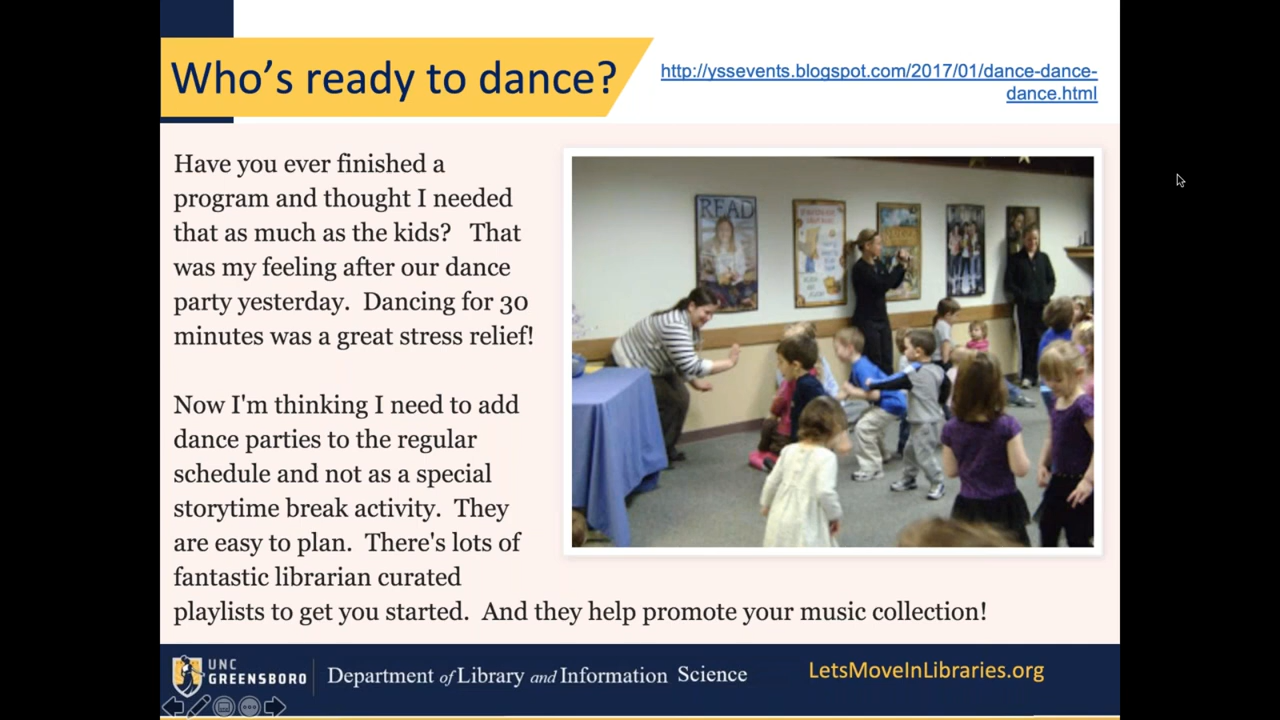 Who's ready to dance?
http://yssevents.blogspot.com/2017/01/dance-dance-
dance.html
Have you ever finished a
program and thought I needed
that as much as the kids?   That
was my feeling after our dance
party yesterday.  Dancing for 30
minutes was a great stress relief!
Now I'm thinking I need to add
dance parties to the regular
schedule and not as a special
storytime break activity.  They
are easy to plan.  There's lots of
fantastic librarian curated
playlists to get you started.  And they help promote your music collection!
READ
UNC
GREENSBORO
Department of Library and Information Science
LetsMoveInLibraries.org